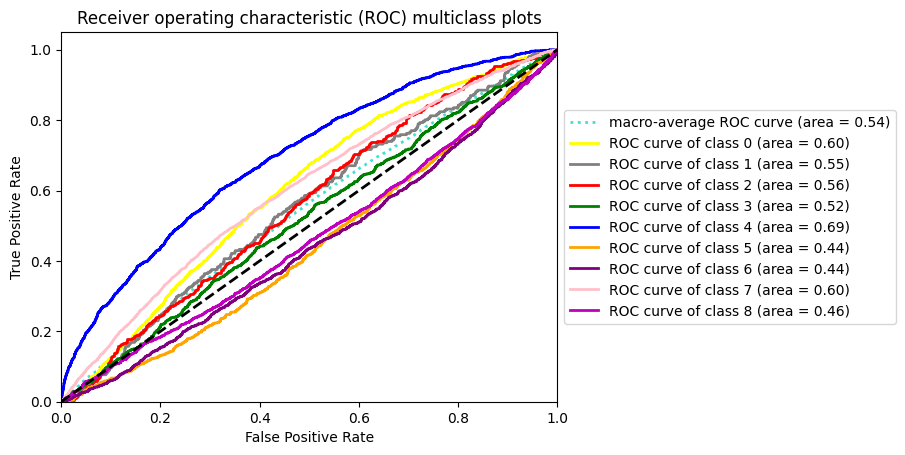 Receiver operating characteristic (ROC) multiclass plots
1.0
0.8
0.6
0.4
0.2
0.0
True Positive Rate
0.0
0.2
0.4
0.6
0.8
1.0
False Positive Rate
macro-average ROC curve (area = 0.54)
ROC curve of class 0 (area = 0.60)
ROC curve of class 1 (area = 0.55)
ROC curve of class 2 (area = 0.56)
ROC curve of class 3 (area = 0.52)
ROC curve of class 4 (area = 0.69)
ROC curve of class 5 (area = 0.44)
ROC curve of class 6 (area = 0.44)
ROC curve of class 7 (area = 0.60)
ROC curve of class 8 (area = 0.46)